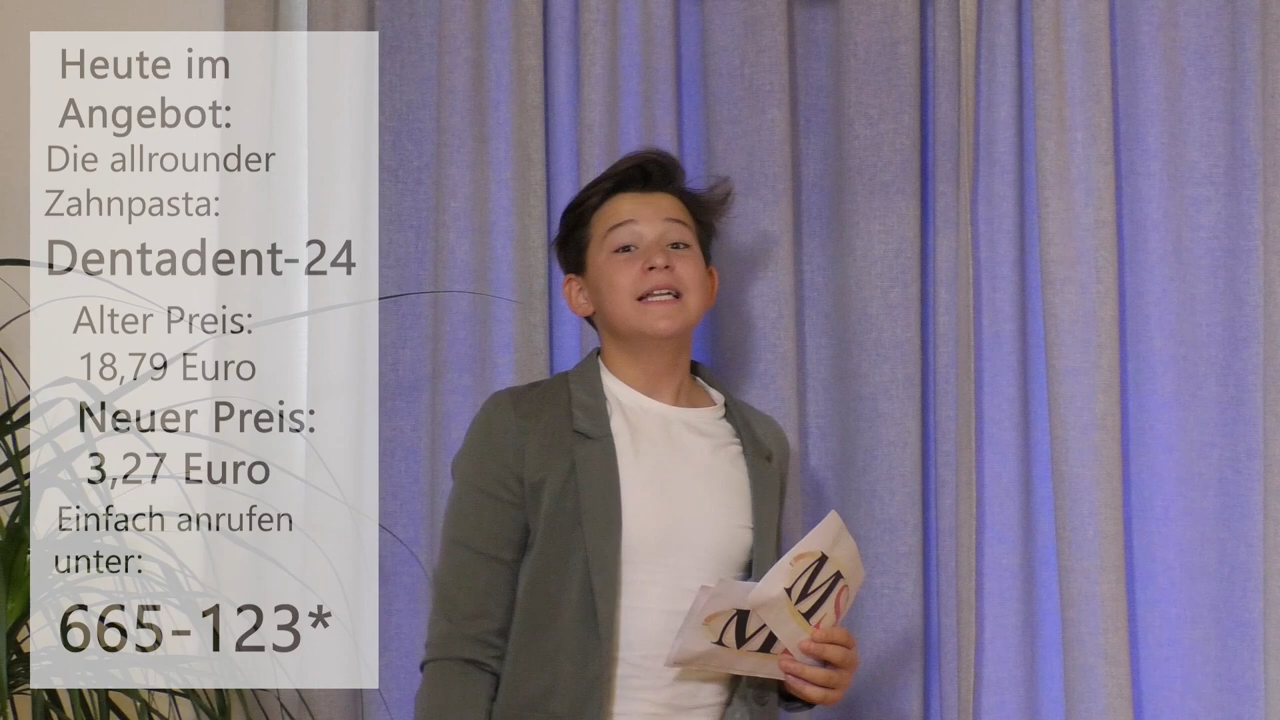 Heute im
Angebot:
Die allrounder
Zahnpasta:
Dentadent-24
Alter Preis:
18,79 Euro
Neuer Preis:
3,27 Euro
Einfach anrufen
unter:
665-123*